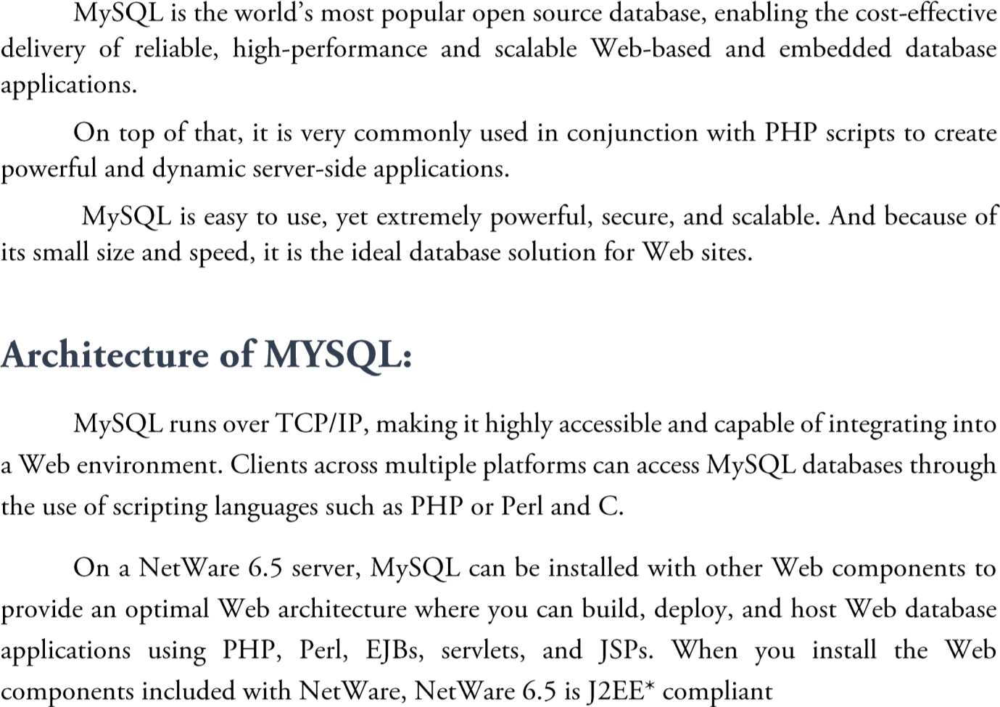 MySQL is the world’s most popular open source database, enabling the cost-effective
delivery of reliable, high-performance and scalable Web-based and embedded database
applications.
On top of that, it is very commonly used in conjunction with PHP scripts to create
powerful and dynamic server-side applications.
MySQL is easy to use, yet extremely powerful, secure, and scalable. And because of
its small size and speed, it is the ideal database solution for Web sites.
Architecture of MYSQL:
MySQL runs over TCP/IP, making it highly accessible and capable of integrating into
a Web environment. Clients across multiple platforms can access MySQL databases through
the use of scripting languages such as PHP or Perl and C.
On a NetWare 6.5 server, MySQL can be installed with other Web components to
provide an optimal Web architecture where you can build, deploy, and host Web database
applications using PHP, Perl, EJBs, servlets, and JSPs. When you install the Web
components included with NetWare, NetWare 6.5 is J2EE* compliant